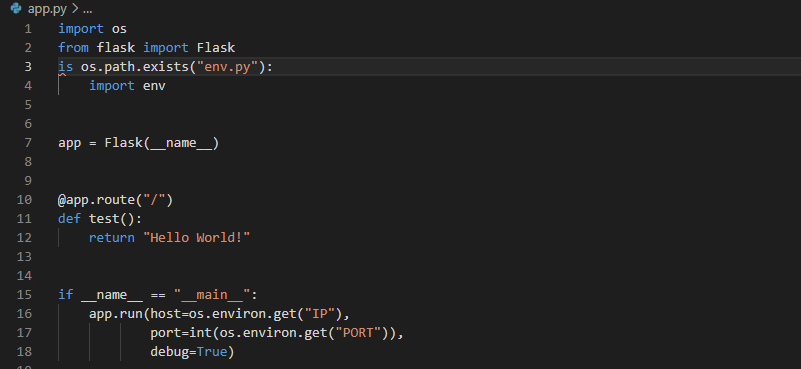 app.py > ...
1 import os
2 from flask import Flask
3 is os.path.exists("env.py"):
4     import env
5
6
7 app = Flask(__name__)
8
9
10 @app.route("/")
11 def test():
12     return "Hello World!"
13
14
15 if __name__ == "__main__":
16     app.run(host=os.environ.get("IP"),
17             port=int(os.environ.get("PORT")),
18             debug=True)